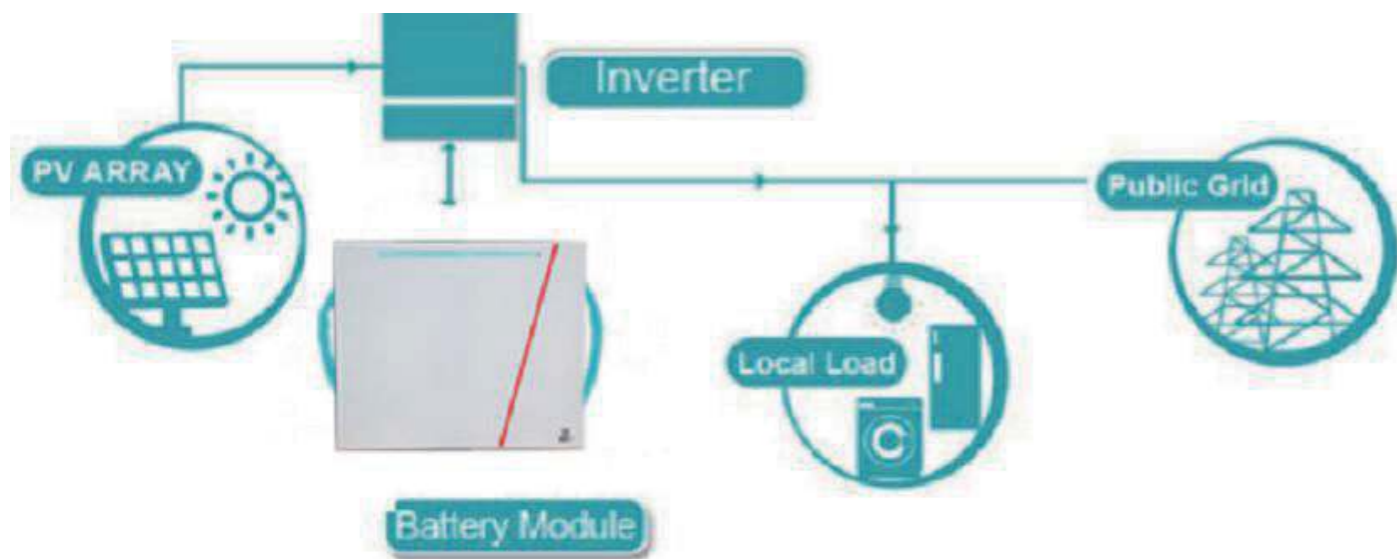 Inverter
PV ARRAY
Public Grid
Local Load
Battery Module